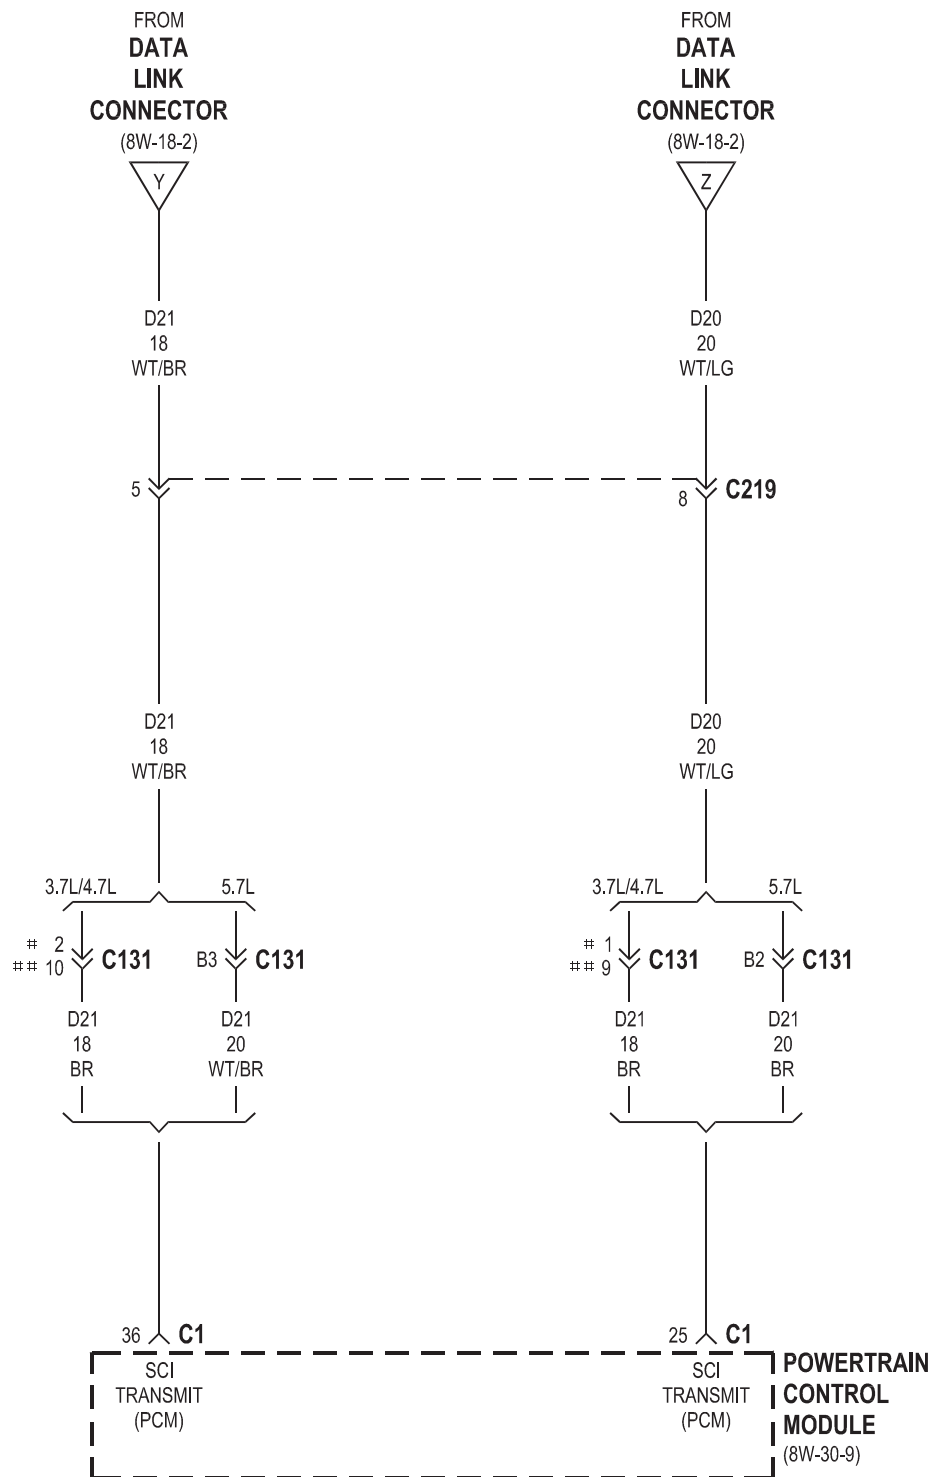 FROM
DATA
LINK
CONNECTOR
(8W-18-2)
Y
FROM
DATA
LINK
CONNECTOR
(8W-18-2)
Z
D21
18
WT/BR
D20
20
WT/LG
5
8
C219
D21
18
WT/BR
D20
20
WT/LG
3.7L/4.7L
5.7L
3.7L/4.7L
5.7L
# 2
## 10
C131
B3
C131
# 1
## 9
C131
B2
C131
D21
18
BR
D21
20
WT/BR
D21
18
BR
D21
20
BR
36
C1
25
C1
SCI
TRANSMIT
(PCM)
SCI
TRANSMIT
(PCM)
POWERTRAIN
CONTROL
MODULE
(8W-30-9)